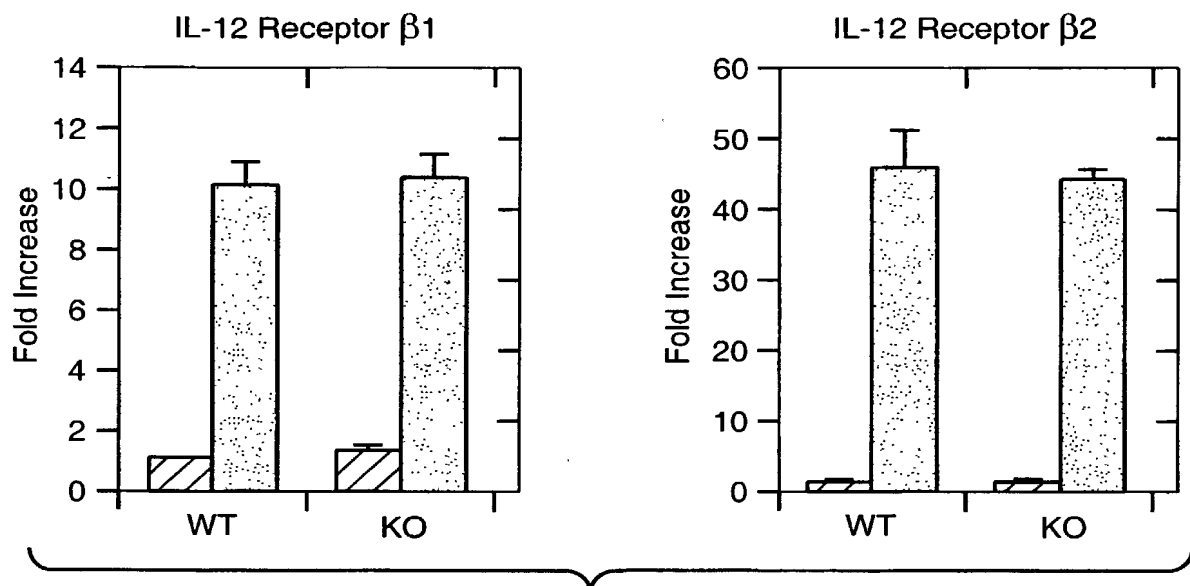 IL-12 Receptor β1
14
12
10
8
6
4
2
0
Fold Increase
WT
KO
IL-12 Receptor β2
60
50
40
30
20
10
0
Fold Increase
WT
KO